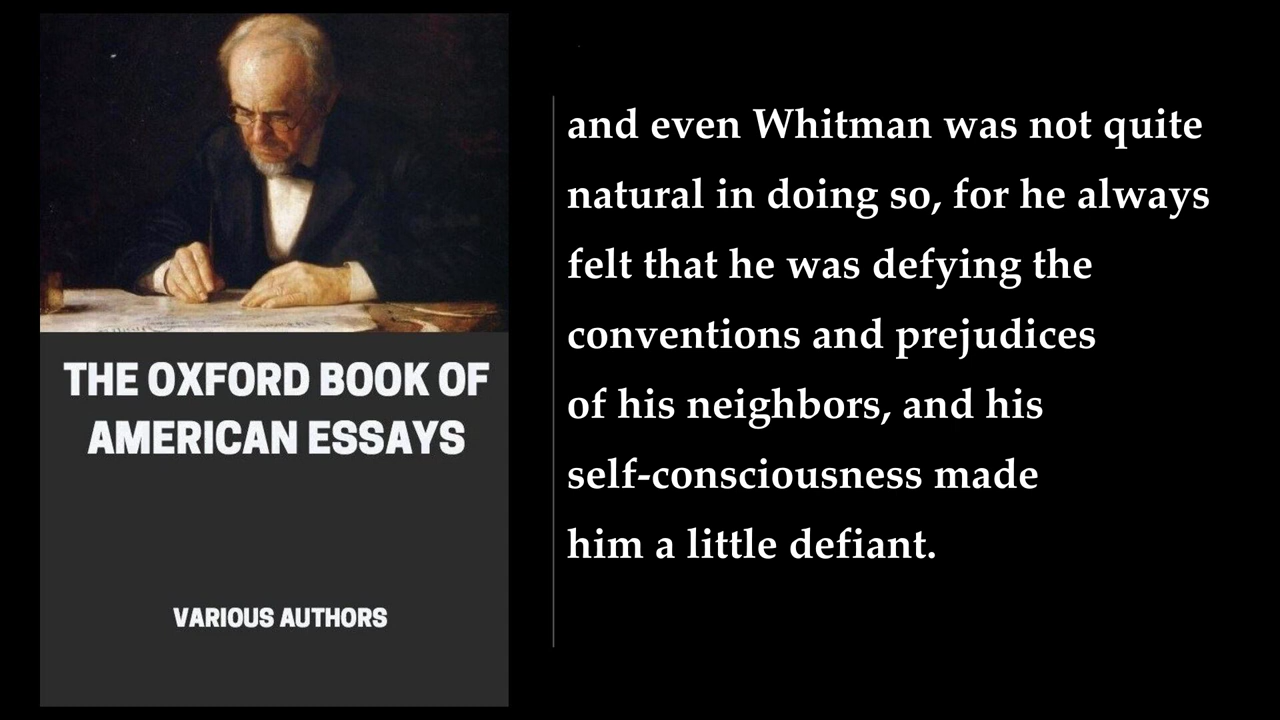 THE OXFORD BOOK OF
AMERICAN ESSAYS
VARIOUS AUTHORS
and even Whitman was not quite
natural in doing so, for he always
felt that he was defying the
conventions and prejudices
of his neighbors, and his
self-consciousness made
him a little defiant.